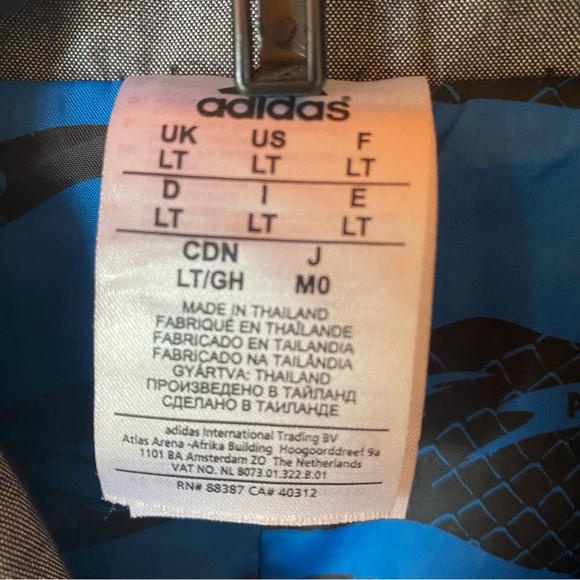 adidas®
UK US F
LT LT LT
D I E
LT LT LT
CDN J
LT/GH M0
MADE IN THAILAND
FABRIQUÉ EN THAÏLANDE
FABRICADO EN TAILANDIA
FABRICADO NA TAILÂNDIA
GYÁRTVA: THAILAND
ПРОИЗВЕДЕНО В ТАЙЛАНД
СДЕЛАНО В ТАИЛАНДЕ
adidas International Trading BV
Atlas Arena -Afrika Building Hoogoorddreef 9a
1101 BA Amsterdam ZO The Netherlands
VAT NO. NL 8073.01.322.B.01
RN# 88387 CA# 40312